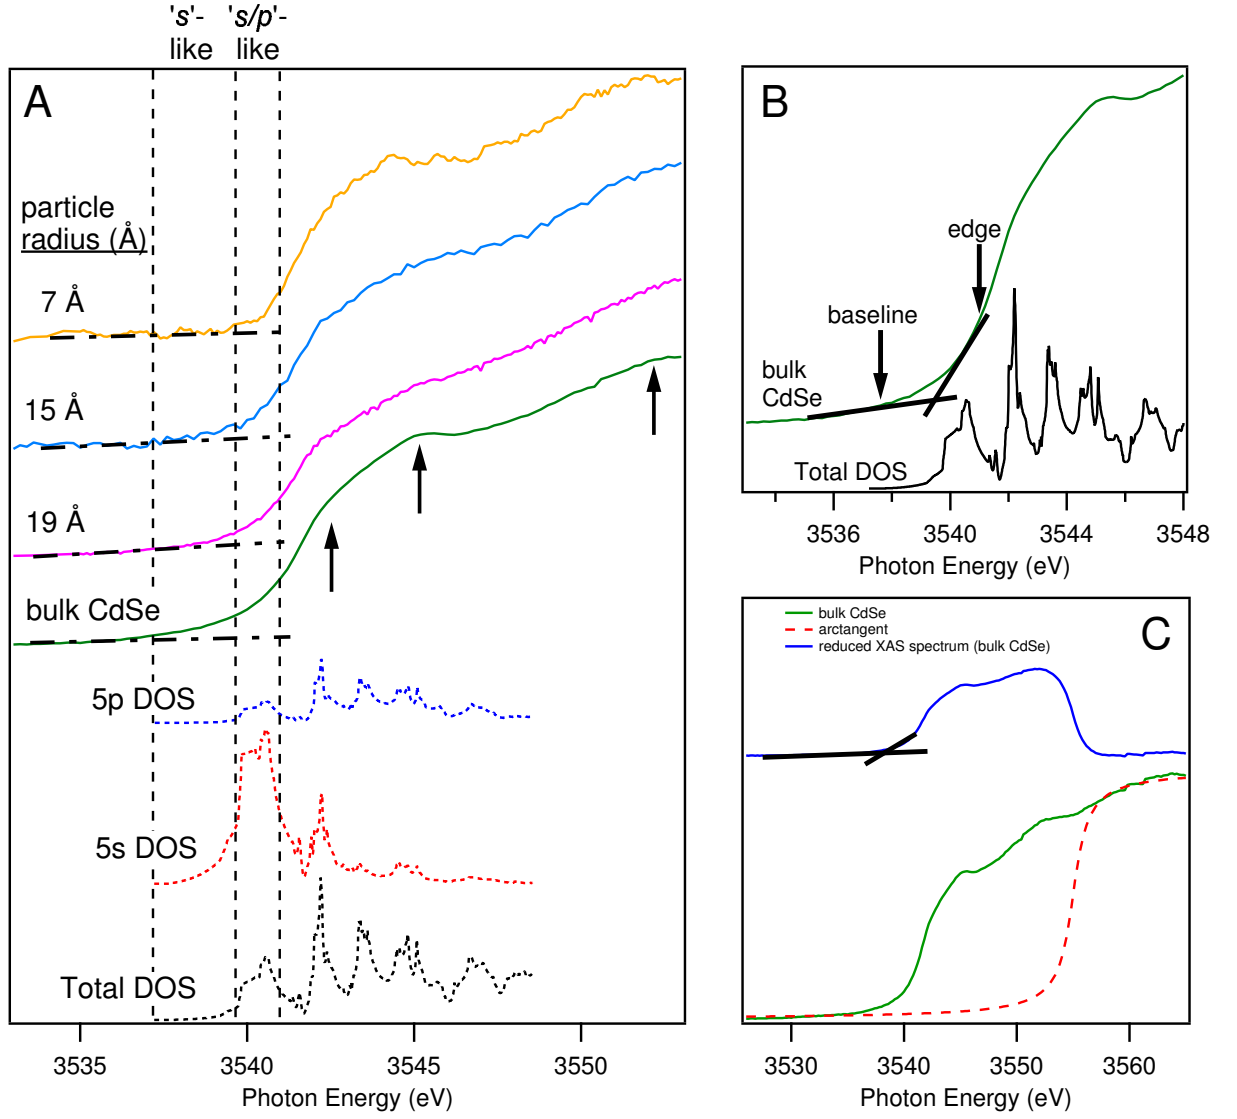 's'- 's/p'-
like like
A
particle
radius (Å)
7 Å
15 Å
19 Å
bulk CdSe
5p DOS
5s DOS
Total DOS
3535 3540 3545 3550
Photon Energy (eV)
B
edge
baseline
bulk
CdSe
Total DOS
3536 3540 3544 3548
Photon Energy (eV)
C
bulk CdSe
arctangent
reduced XAS spectrum (bulk CdSe)
3530 3540 3550 3560
Photon Energy (eV)